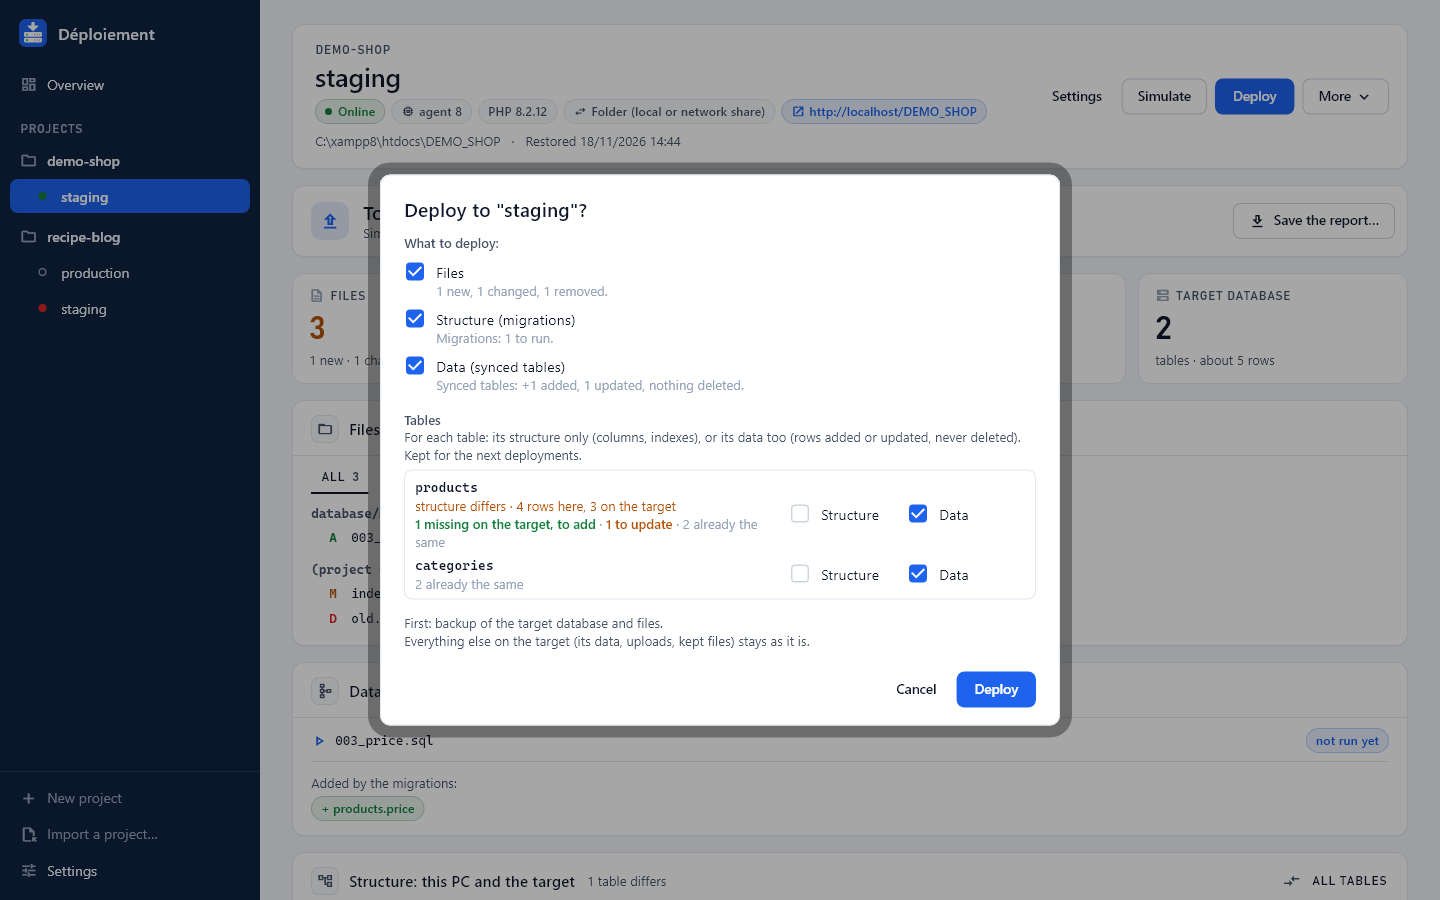 Déploiement
Overview
PROJECTS
demo-shop
staging
recipe-blog
production
staging
New project
Import a project...
Settings
DEMO-SHOP
staging
Online
agent 8
PHP 8.2.12
Folder (local or network share)
http://localhost/DEMO_SHOP
C:\xampp8\htdocs\DEMO_SHOP · Restored 18/11/2026 14:44
Settings
Simulate
Deploy
More
Save the report...
FILES
3
1 new · 1 cha
TARGET DATABASE
2
tables · about 5 rows
Files
ALL 3
database/
A 003_
(project
M inde
D old.
Deploy to "staging"?
What to deploy:
Files
1 new, 1 changed, 1 removed.
Structure (migrations)
Migrations: 1 to run.
Data (synced tables)
Synced tables: +1 added, 1 updated, nothing deleted.
Tables
For each table: its structure only (columns, indexes), or its data too (rows added or updated, never deleted).
Kept for the next deployments.
products
structure differs · 4 rows here, 3 on the target
1 missing on the target, to add · 1 to update · 2 already the
same
Structure
Data
categories
2 already the same
Structure
Data
First: backup of the target database and files.
Everything else on the target (its data, uploads, kept files) stays as it is.
Cancel
Deploy
Data
003_price.sql
not run yet
Added by the migrations:
+ products.price
Structure: this PC and the target
1 table differs
ALL TABLES